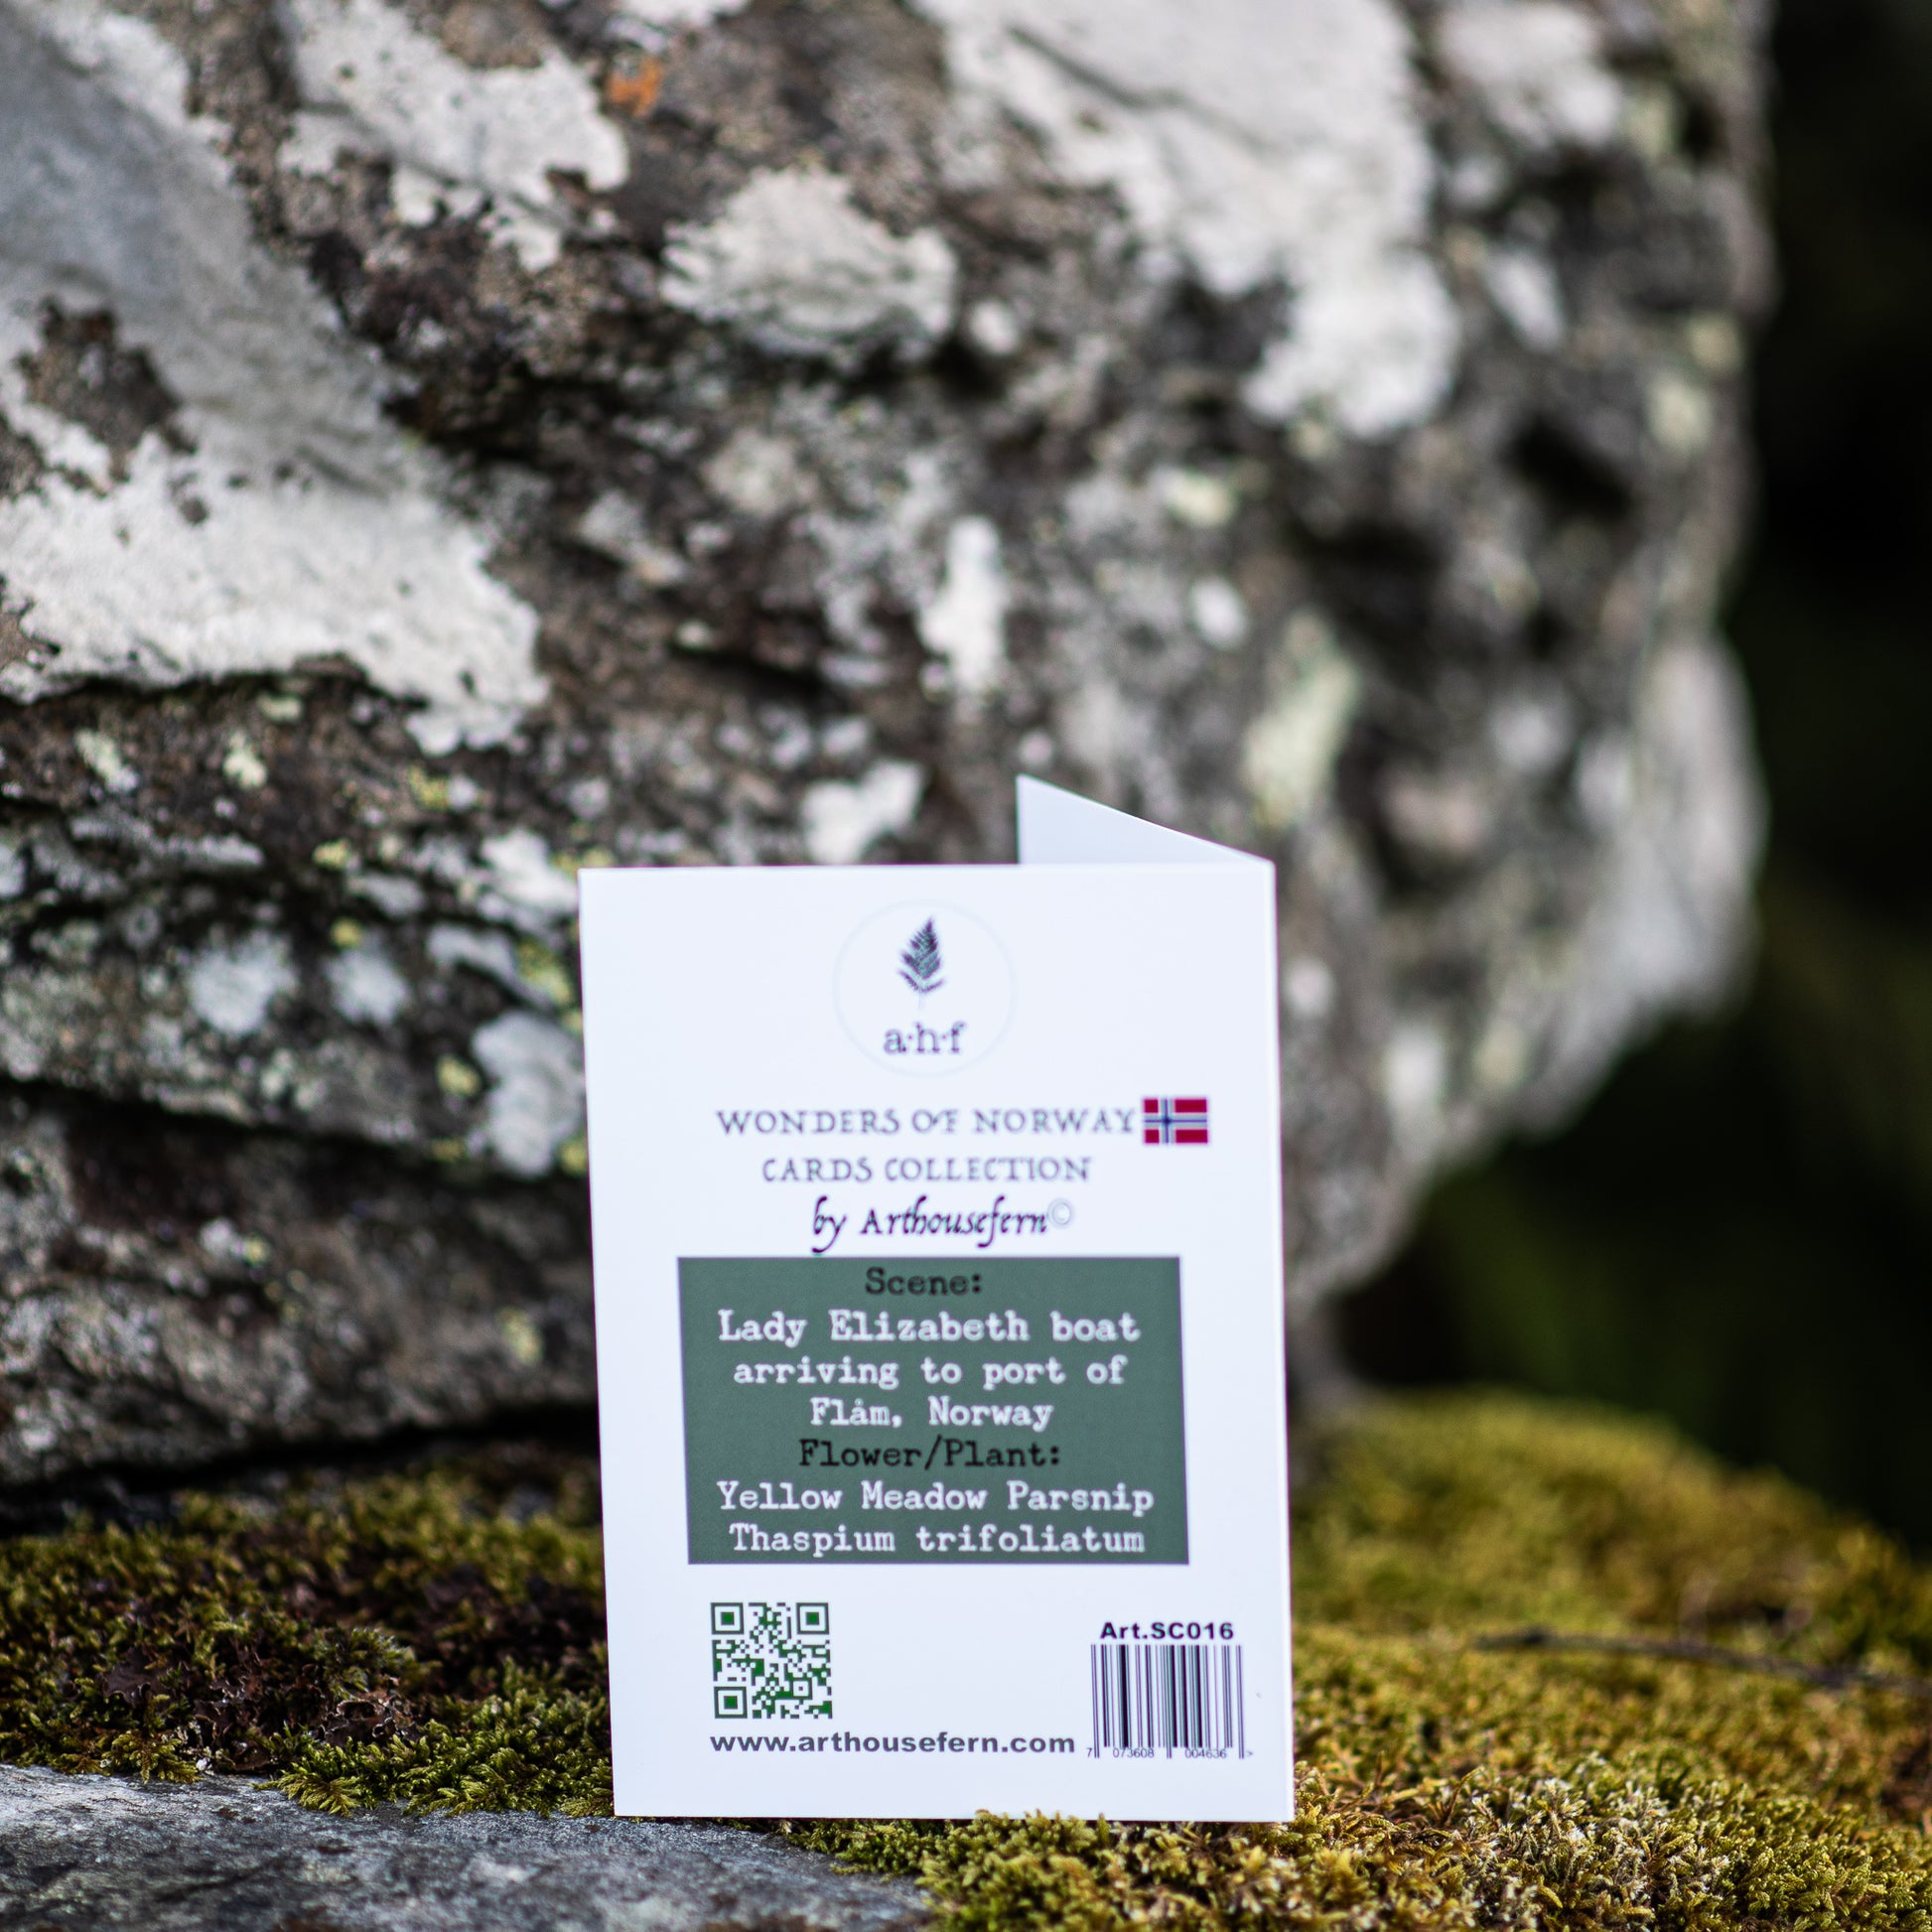 a·h·f
WONDERS OF NORWAY
CARDS COLLECTION
by Arthousefern©
Scene:
Lady Elizabeth boat
arriving to port of
Flåm, Norway
Flower/Plant:
Yellow Meadow Parsnip
Thaspium trifoliatum
Art.SC016
www.arthousefern.com
7 073608 004636 >